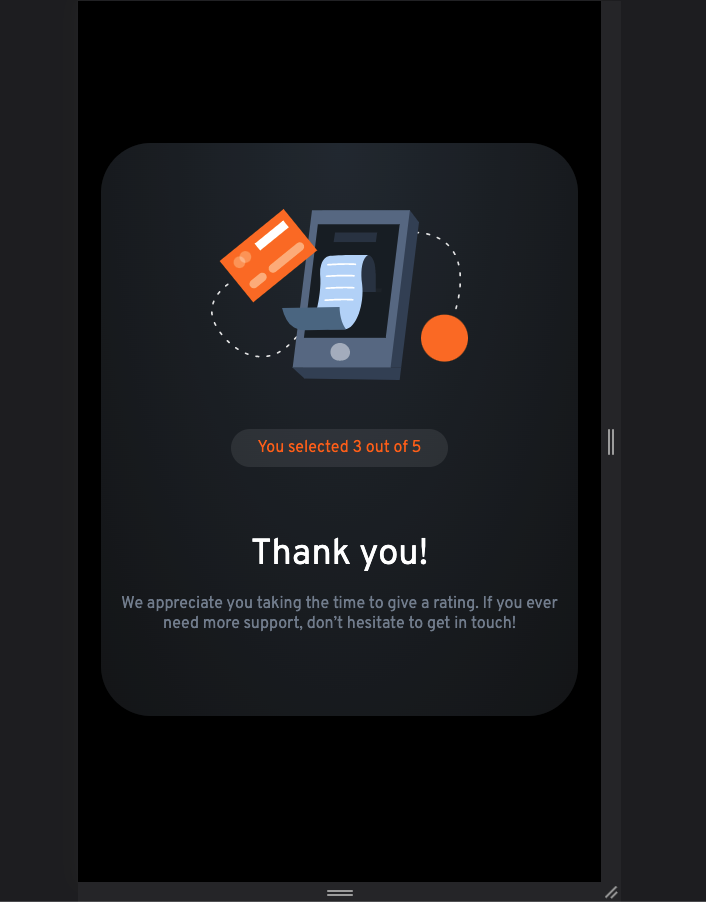 You selected 3 out of 5
Thank you!
We appreciate you taking the time to give a rating. If you ever
need more support, don’t hesitate to get in touch!